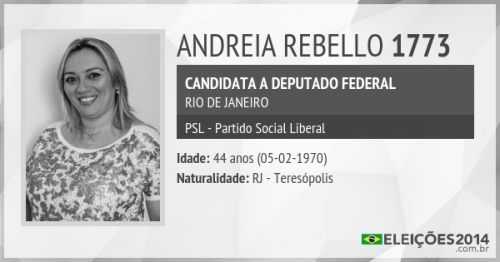 ANDREIA REBELLO 1773
CANDIDATA A DEPUTADO FEDERAL
RIO DE JANEIRO
PSL - Partido Social Liberal
Idade: 44 anos (05-02-1970)
Naturalidade: RJ - Teresópolis
ELEIÇÕES2014
.com.br